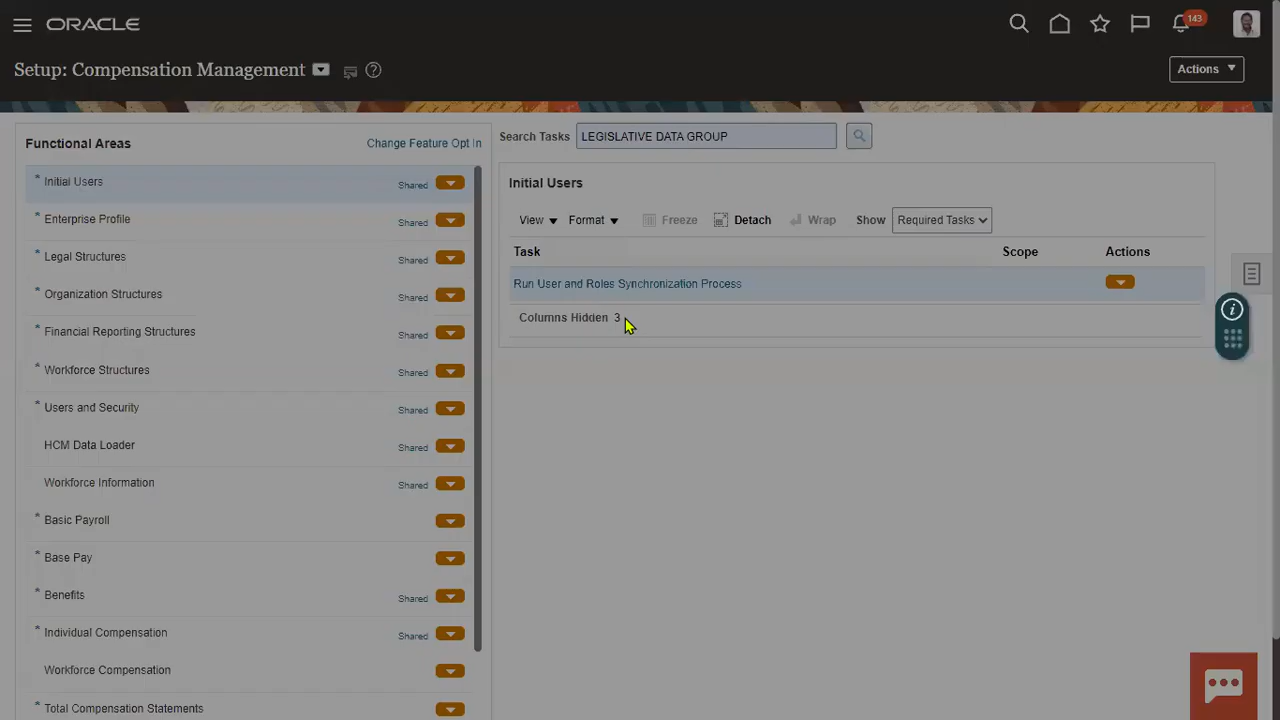 ORACLE
143
Setup: Compensation Management
Actions
Functional Areas
Change Feature Opt In
* Initial Users Shared
* Enterprise Profile Shared
* Legal Structures Shared
* Organization Structures Shared
* Financial Reporting Structures Shared
* Workforce Structures Shared
* Users and Security Shared
HCM Data Loader Shared
Workforce Information Shared
* Basic Payroll
* Base Pay
* Benefits Shared
* Individual Compensation Shared
Workforce Compensation
* Total Compensation Statements
Search Tasks LEGISLATIVE DATA GROUP
Initial Users
View Format Freeze Detach Wrap Show Required Tasks
Task Scope Actions
Run User and Roles Synchronization Process
Columns Hidden 3